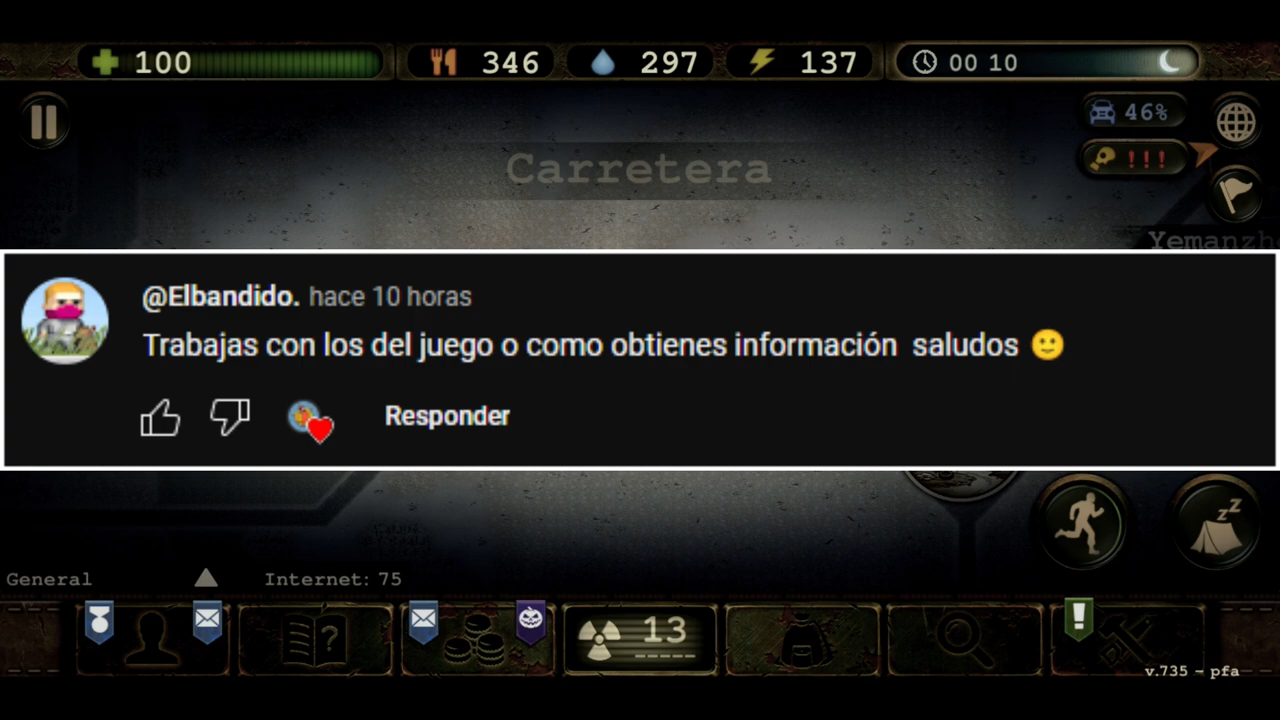 100 346 297 137 00 10
46%
!!!
Carretera
Yemanzh
@Elbandido. hace 10 horas
Trabajas con los del juego o como obtienes información saludos 🙂
Responder
zZ
General Internet: 75
13
v.735 - pfa